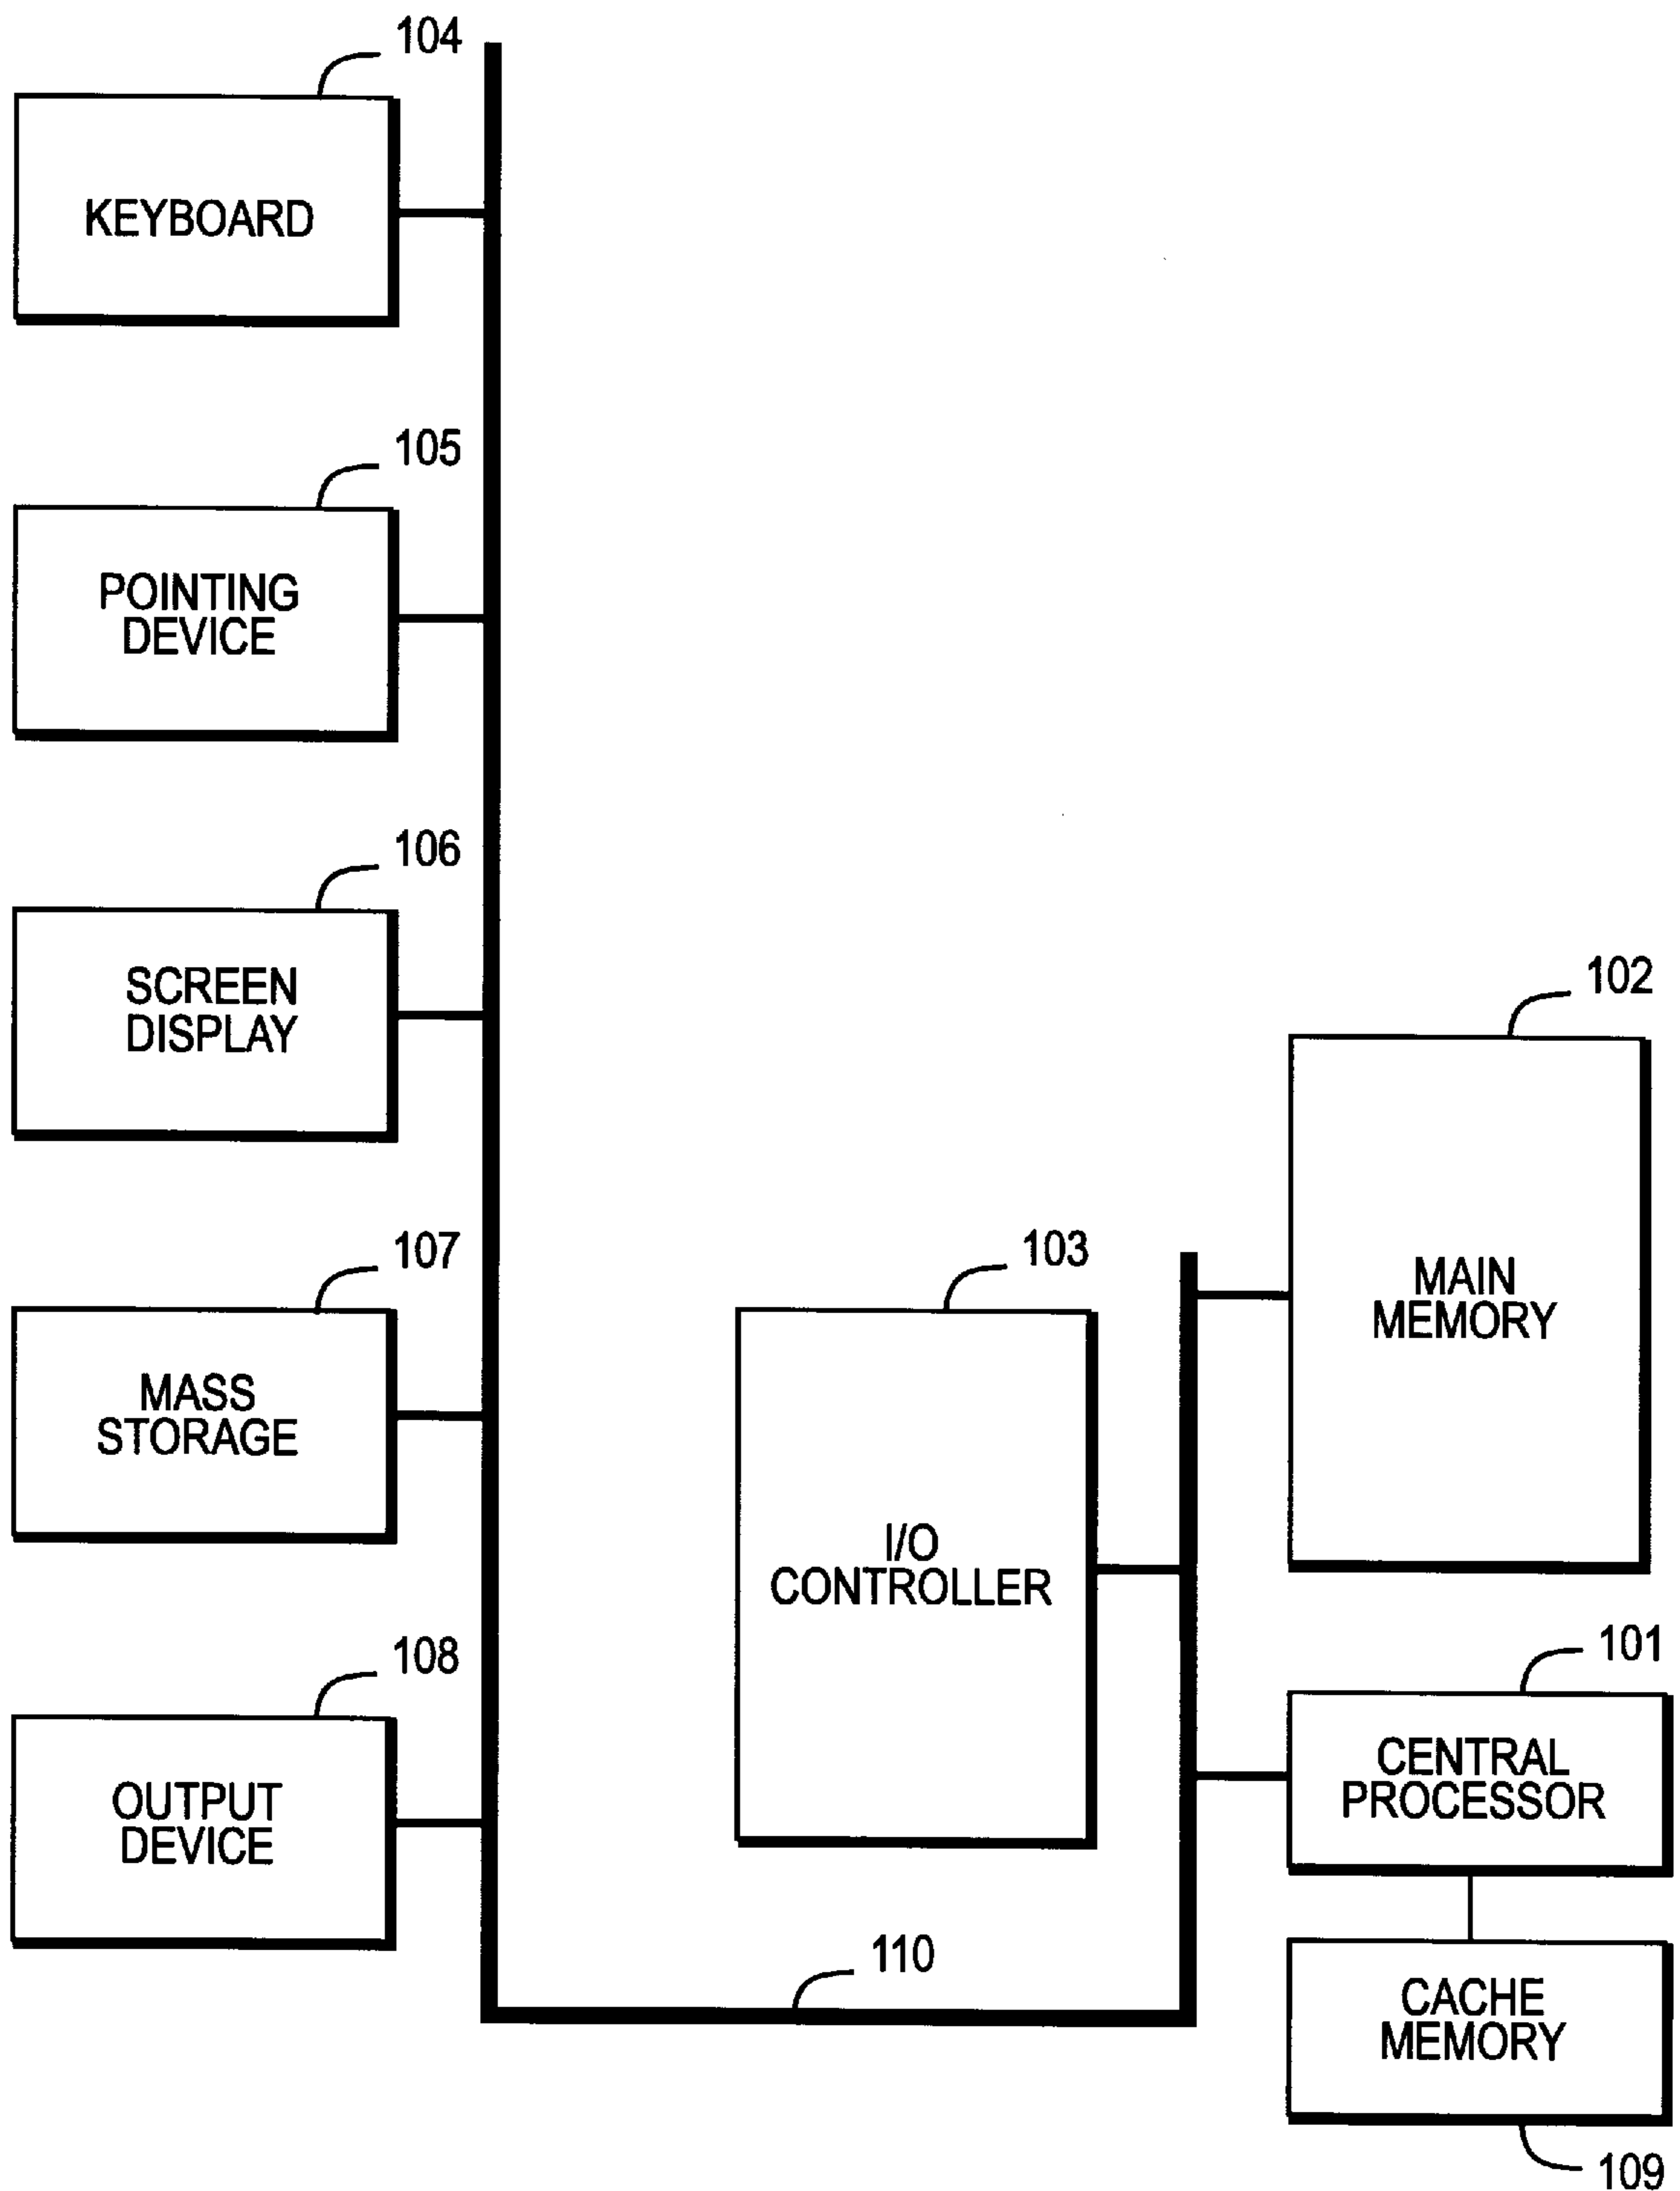 104
KEYBOARD
105
POINTING
DEVICE
106
SCREEN
DISPLAY
107
MASS
STORAGE
108
OUTPUT
DEVICE
103
I/O
CONTROLLER
110
102
MAIN
MEMORY
101
CENTRAL
PROCESSOR
CACHE
MEMORY
109